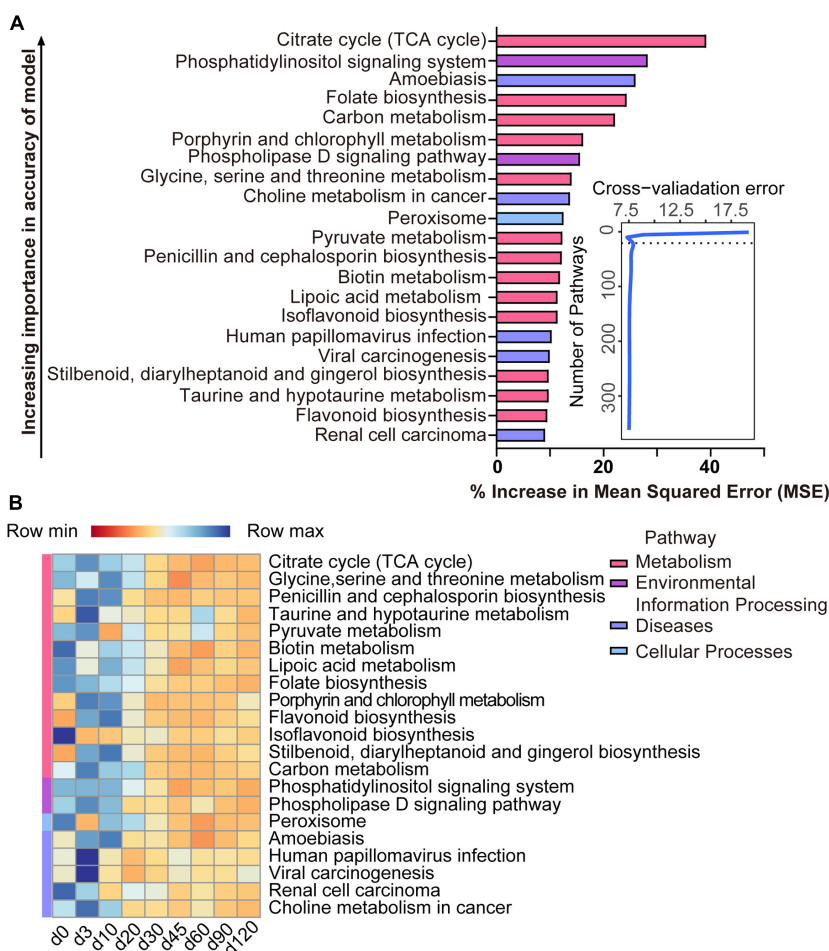 A
Increasing importance in accuracy of model
Citrate cycle (TCA cycle)
Phosphatidylinositol signaling system
Amoebiasis
Folate biosynthesis
Carbon metabolism
Porphyrin and chlorophyll metabolism
Phospholipase D signaling pathway
Glycine, serine and threonine metabolism
Choline metabolism in cancer
Peroxisome
Pyruvate metabolism
Penicillin and cephalosporin biosynthesis
Biotin metabolism
Lipoic acid metabolism
Isoflavonoid biosynthesis
Human papillomavirus infection
Viral carcinogenesis
Stilbenoid, diarylheptanoid and gingerol biosynthesis
Taurine and hypotaurine metabolism
Flavonoid biosynthesis
Renal cell carcinoma
0 20 40
% Increase in Mean Squared Error (MSE)
Cross−valiadation error
7.5 12.5 17.5
Number of Pathways
0
100
200
300
B
Row min Row max
Citrate cycle (TCA cycle)
Glycine,serine and threonine metabolism
Penicillin and cephalosporin biosynthesis
Taurine and hypotaurine metabolism
Pyruvate metabolism
Biotin metabolism
Lipoic acid metabolism
Folate biosynthesis
Porphyrin and chlorophyll metabolism
Flavonoid biosynthesis
Isoflavonoid biosynthesis
Stilbenoid, diarylheptanoid and gingerol biosynthesis
Carbon metabolism
Phosphatidylinositol signaling system
Phospholipase D signaling pathway
Peroxisome
Amoebiasis
Human papillomavirus infection
Viral carcinogenesis
Renal cell carcinoma
Choline metabolism in cancer
d0 d3 d10 d20 d30 d45 d60 d90 d120
Pathway
Metabolism
Environmental
Information Processing
Diseases
Cellular Processes